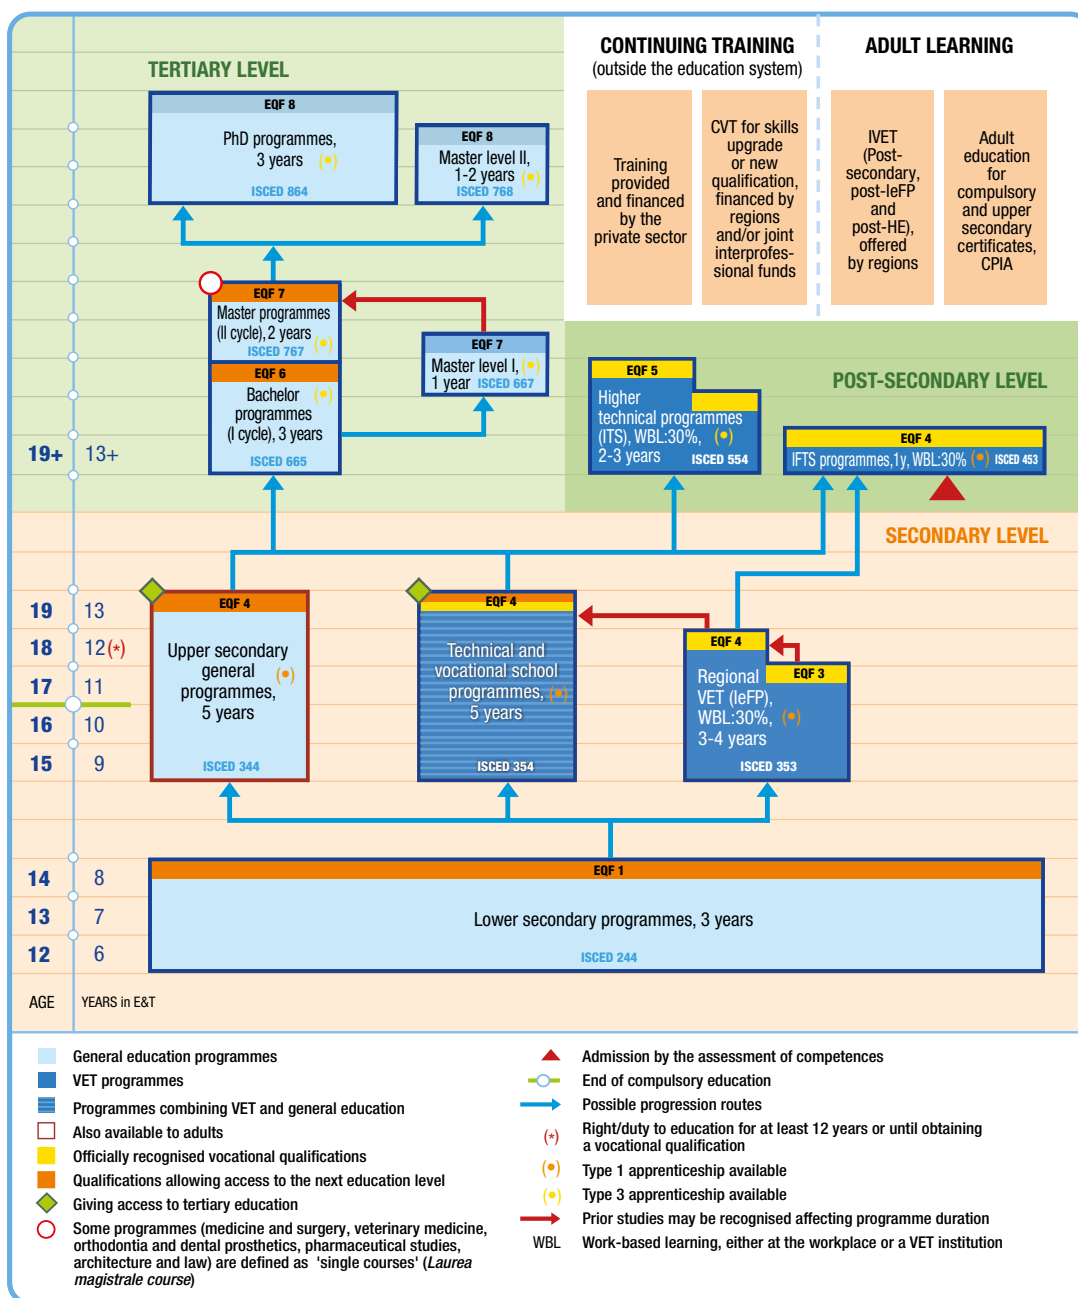 TERTIARY LEVEL
EQF 8
PhD programmes,
3 years (•)
ISCED 864
EQF 8
Master level II,
1-2 years (•)
ISCED 768
EQF 7
Master programmes
(II cycle), 2 years (•)
ISCED 767
EQF 6
Bachelor (•)
programmes
(I cycle), 3 years
ISCED 665
EQF 7
Master level I, (•)
1 year ISCED 667
CONTINUING TRAINING
(outside the education system)
Training
provided
and financed
by the
private sector
CVT for skills
upgrade
or new
qualification,
financed by
regions
and/or joint
interprofes-
sional funds
ADULT LEARNING
IVET
(Post-
secondary,
post-IeFP
and
post-HE),
offered
by regions
Adult
education
for
compulsory
and upper
secondary
certificates,
CPIA
POST-SECONDARY LEVEL
EQF 5
Higher
technical programmes
(ITS), WBL:30%, (•)
2-3 years ISCED 554
EQF 4
IFTS programmes,1y, WBL:30% (•) ISCED 453
19+ 13+
SECONDARY LEVEL
EQF 4
Upper secondary
general (•)
programmes,
5 years
ISCED 344
EQF 4
Technical and
vocational school
programmes, (•)
5 years
ISCED 354
EQF 4
EQF 3
Regional
VET (IeFP),
WBL:30%, (•)
3-4 years
ISCED 353
19 13
18 12(*)
17 11
16 10
15 9
EQF 1
Lower secondary programmes, 3 years
ISCED 244
14 8
13 7
12 6
AGE YEARS in E&T
General education programmes
VET programmes
Programmes combining VET and general education
Also available to adults
Officially recognised vocational qualifications
Qualifications allowing access to the next education level
Giving access to tertiary education
Some programmes (medicine and surgery, veterinary medicine,
orthodontia and dental prosthetics, pharmaceutical studies,
architecture and law) are defined as 'single courses' (Laurea
magistrale course)
Admission by the assessment of competences
End of compulsory education
Possible progression routes
(*) Right/duty to education for at least 12 years or until obtaining
a vocational qualification
(•) Type 1 apprenticeship available
(•) Type 3 apprenticeship available
Prior studies may be recognised affecting programme duration
WBL Work-based learning, either at the workplace or a VET institution